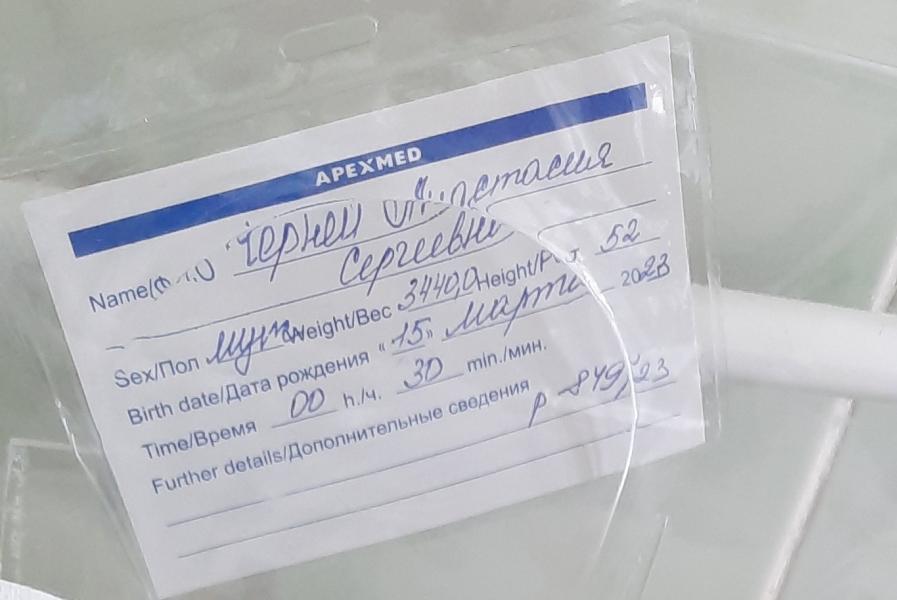 APEXMED
Name/Ф.И.О Черней Анастасия
Сергеевна
Sex/Пол муж Weight/Вес 3440,0 Height/Рост 52
Birth date/Дата рождения «15» марта 2023
Time/Время 00 h./ч. 30 min./мин.
Further details/Дополнительные сведения р 849/23